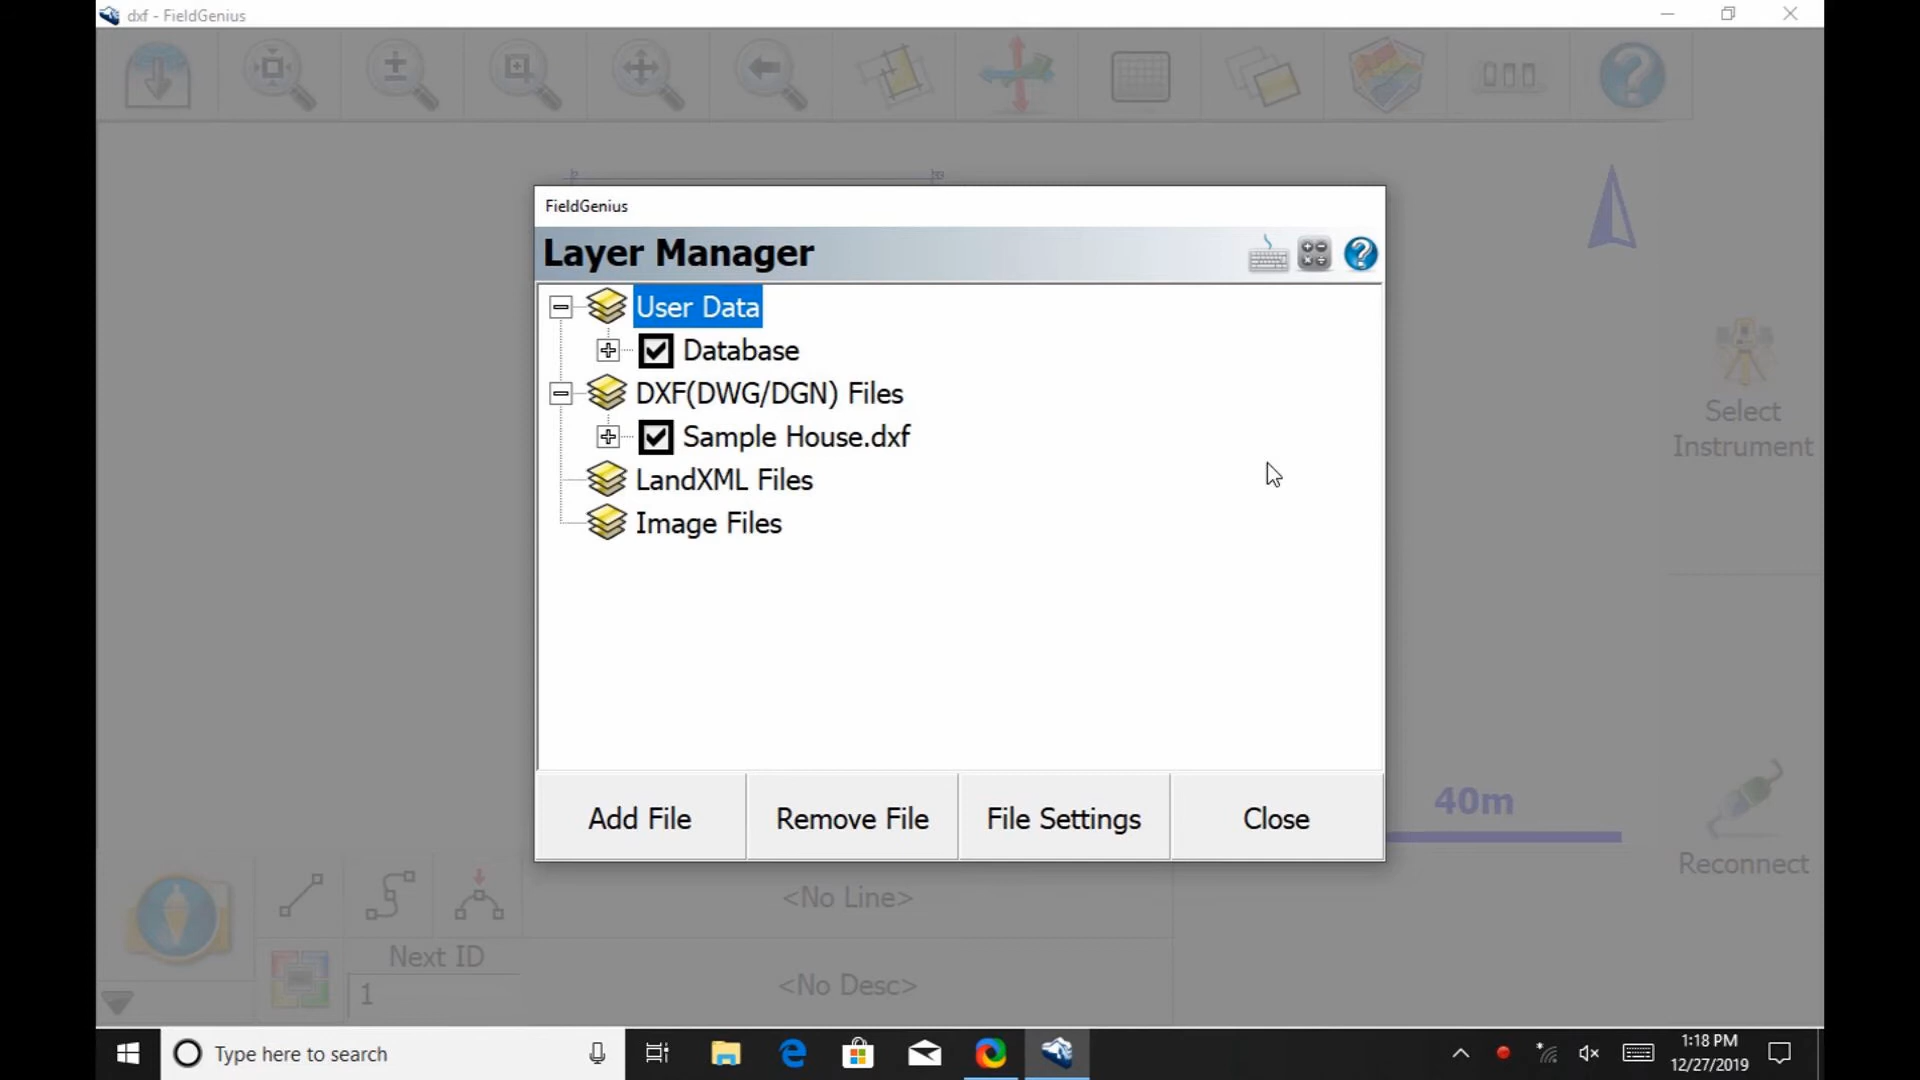 dxf - FieldGenius
FieldGenius
Layer Manager
User Data
Database
DXF(DWG/DGN) Files
Sample House.dxf
LandXML Files
Image Files
Add File
Remove File
File Settings
Close
Select
Instrument
40m
Reconnect
<No Line>
Next ID
1
<No Desc>
Type here to search
1:18 PM
12/27/2019